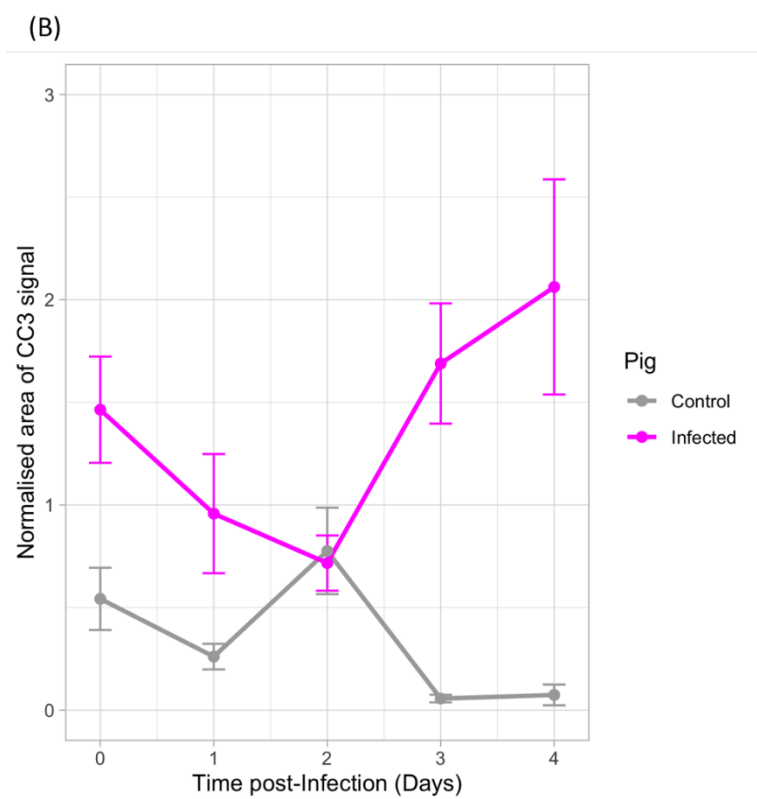 (B)
3
2
1
0
Normalised area of CC3 signal
0 1 2 3 4
Time post-Infection (Days)
Pig
Control
Infected